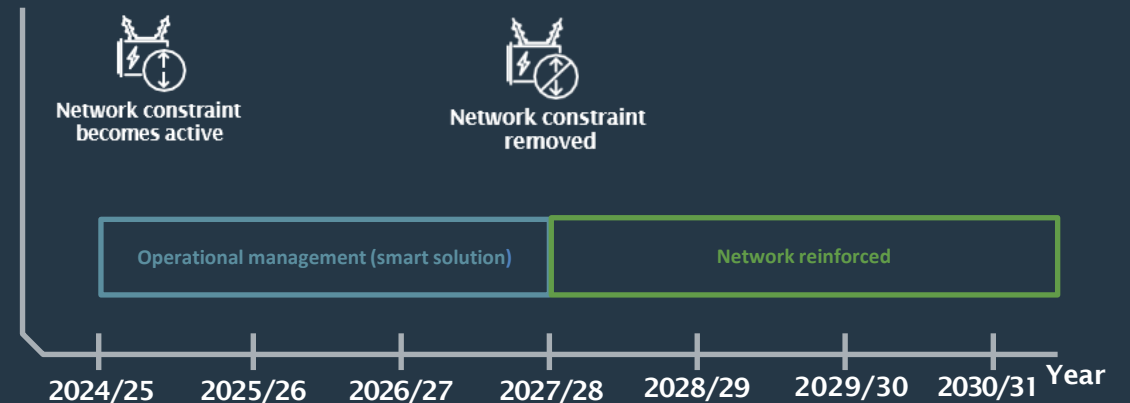 Network constraint
becomes active
Network constraint
removed
Operational management (smart solution)
Network reinforced
2024/25
2025/26
2026/27
2027/28
2028/29
2029/30
2030/31
Year